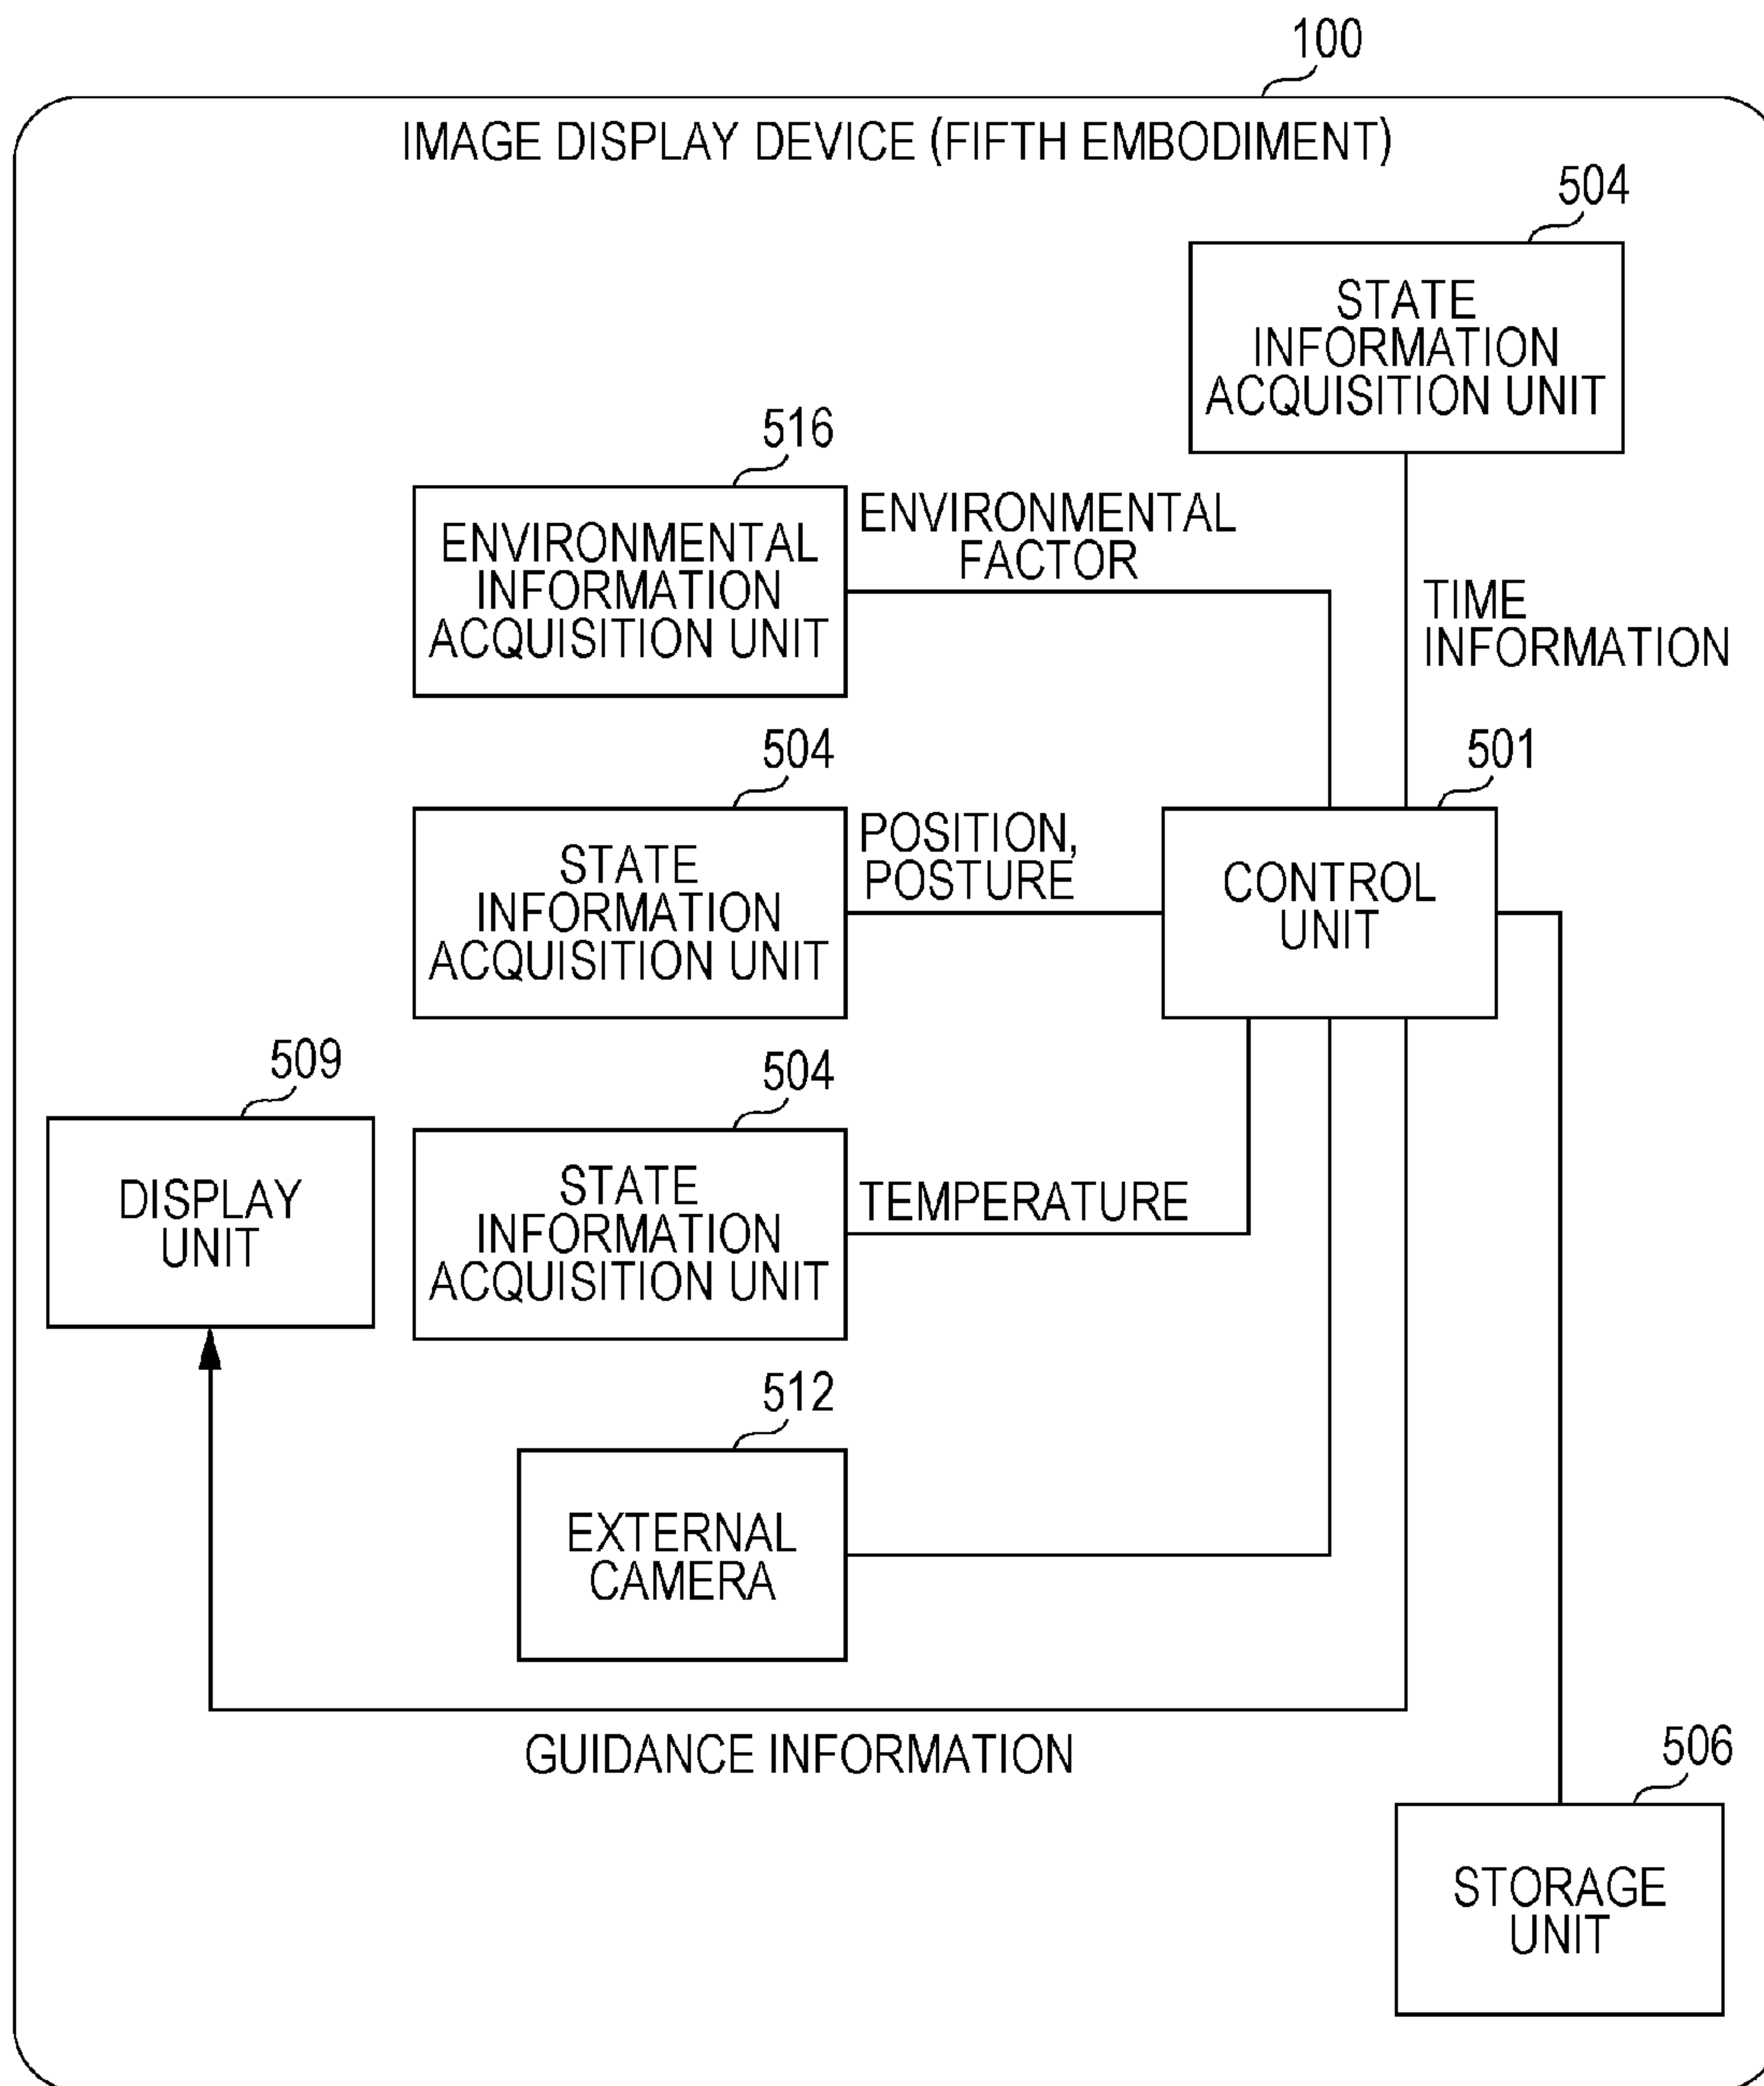 100
IMAGE DISPLAY DEVICE (FIFTH EMBODIMENT)
504
STATE
INFORMATION
ACQUISITION UNIT
516
ENVIRONMENTAL
INFORMATION
ACQUISITION UNIT
ENVIRONMENTAL
FACTOR
TIME
INFORMATION
504
STATE
INFORMATION
ACQUISITION UNIT
POSITION,
POSTURE
501
CONTROL
UNIT
509
DISPLAY
UNIT
504
STATE
INFORMATION
ACQUISITION UNIT
TEMPERATURE
512
EXTERNAL
CAMERA
GUIDANCE INFORMATION
506
STORAGE
UNIT